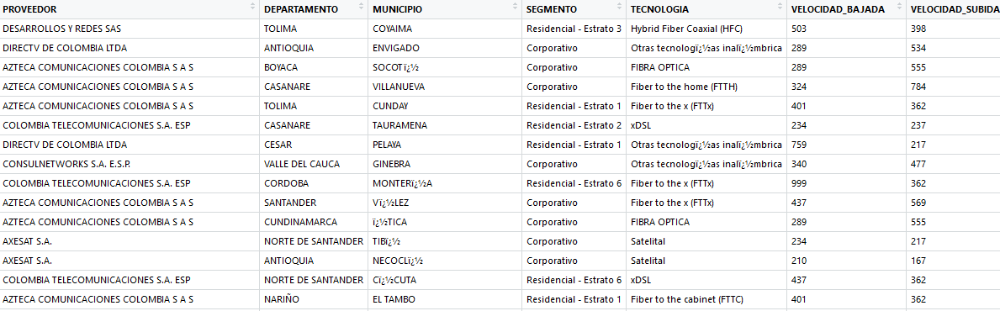 PROVEEDOR DEPARTAMENTO MUNICIPIO SEGMENTO TECNOLOGIA VELOCIDAD_BAJADA VELOCIDAD_SUBIDA
DESARROLLOS Y REDES SAS TOLIMA COYAIMA Residencial - Estrato 3 Hybrid Fiber Coaxial (HFC) 503 398
DIRECTV DE COLOMBIA LTDA ANTIOQUIA ENVIGADO Corporativo Otras tecnologï¿½as inalï¿½mbrica 289 534
AZTECA COMUNICACIONES COLOMBIA S A S BOYACA SOCOTï¿½ Corporativo FIBRA OPTICA 289 555
AZTECA COMUNICACIONES COLOMBIA S A S CASANARE VILLANUEVA Corporativo Fiber to the home (FTTH) 324 784
AZTECA COMUNICACIONES COLOMBIA S A S TOLIMA CUNDAY Residencial - Estrato 1 Fiber to the x (FTTx) 401 362
COLOMBIA TELECOMUNICACIONES S.A. ESP CASANARE TAURAMENA Residencial - Estrato 2 xDSL 234 237
DIRECTV DE COLOMBIA LTDA CESAR PELAYA Residencial - Estrato 1 Otras tecnologï¿½as inalï¿½mbrica 759 217
CONSULNETWORKS S.A. E.S.P. VALLE DEL CAUCA GINEBRA Corporativo Otras tecnologï¿½as inalï¿½mbrica 340 477
COLOMBIA TELECOMUNICACIONES S.A. ESP CORDOBA MONTERï¿½A Residencial - Estrato 6 Fiber to the x (FTTx) 999 362
AZTECA COMUNICACIONES COLOMBIA S A S SANTANDER Vï¿½LEZ Corporativo Fiber to the x (FTTx) 437 569
AZTECA COMUNICACIONES COLOMBIA S A S CUNDINAMARCA ï¿½TICA Corporativo FIBRA OPTICA 289 555
AXESAT S.A. NORTE DE SANTANDER TIBï¿½ Corporativo Satelital 234 217
AXESAT S.A. ANTIOQUIA NECOCLï¿½ Corporativo Satelital 210 167
COLOMBIA TELECOMUNICACIONES S.A. ESP NORTE DE SANTANDER Cï¿½CUTA Residencial - Estrato 6 xDSL 437 362
AZTECA COMUNICACIONES COLOMBIA S A S NARIÑO EL TAMBO Residencial - Estrato 1 Fiber to the cabinet (FTTC) 401 362